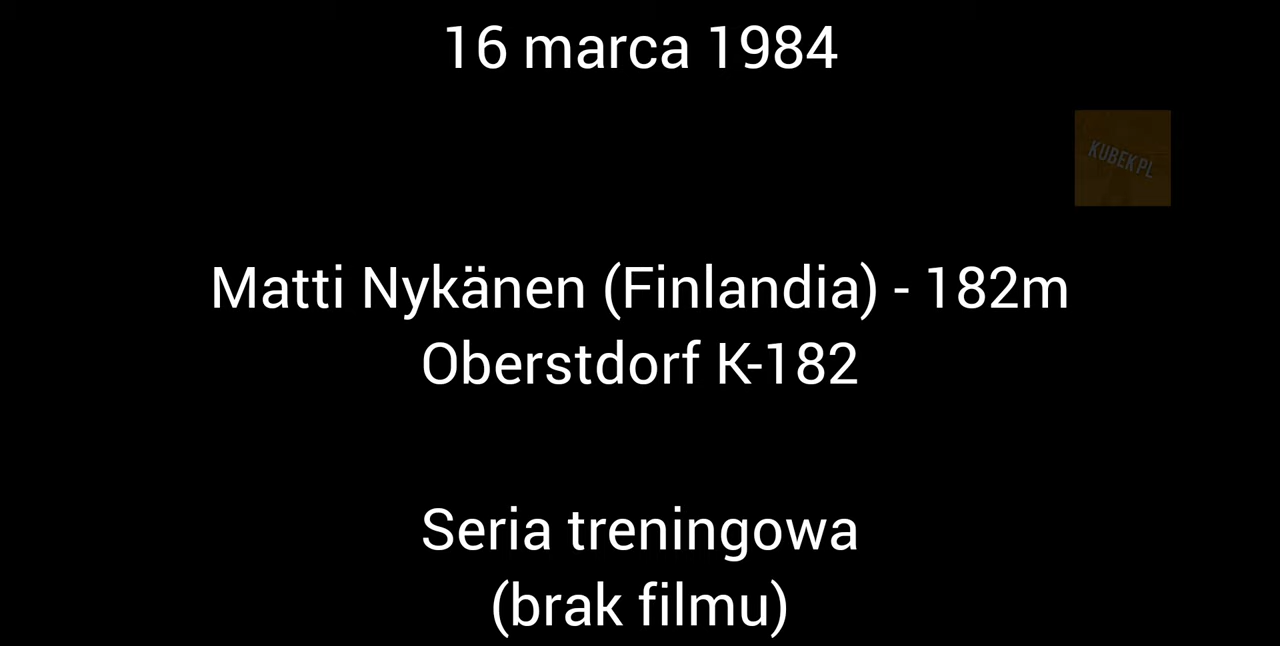 16 marca 1984
KUBEK.PL
Matti Nykänen (Finlandia) - 182m
Oberstdorf K-182
Seria treningowa
(brak filmu)